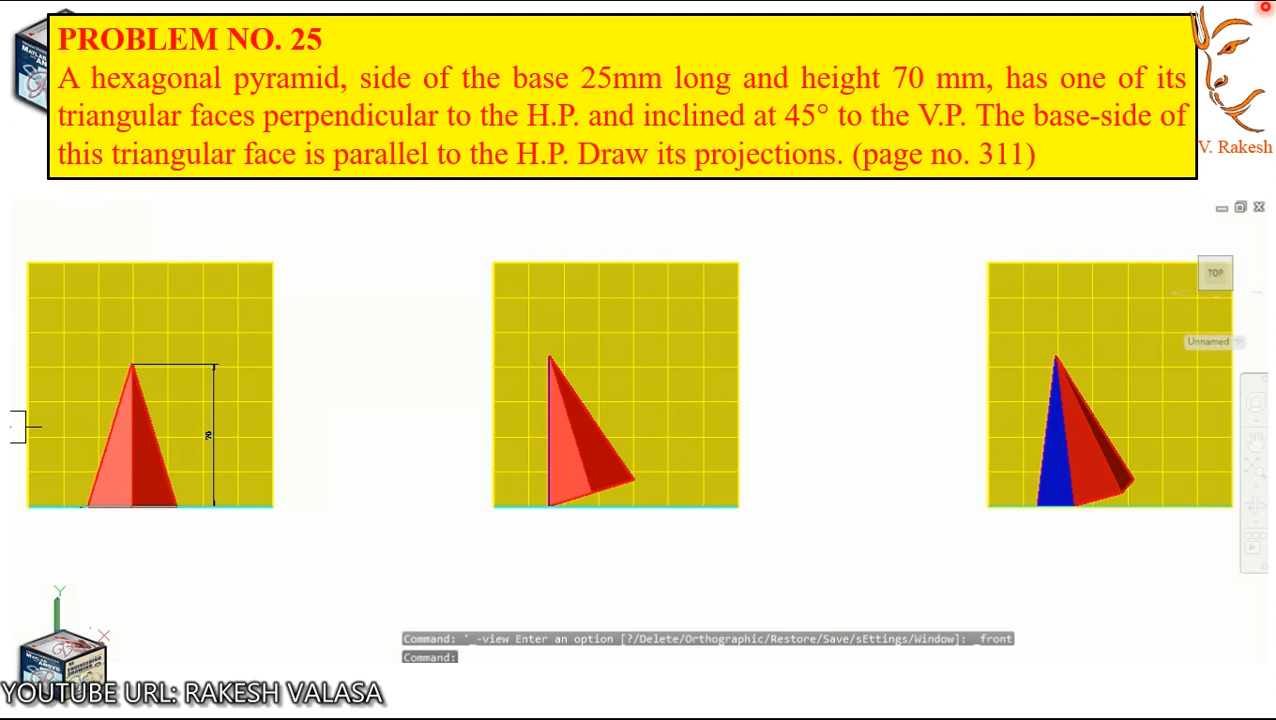 PROBLEM NO. 25
A hexagonal pyramid, side of the base 25mm long and height 70 mm, has one of its
triangular faces perpendicular to the H.P. and inclined at 45° to the V.P. The base-side of
this triangular face is parallel to the H.P. Draw its projections. (page no. 311)
V. Rakesh
TOP
Unnamed
70
Y
X
Command: '_-view Enter an option [?/Delete/Orthographic/Restore/Save/sEttings/Window]: _front
Command:
YOUTUBE URL: RAKESH VALASA